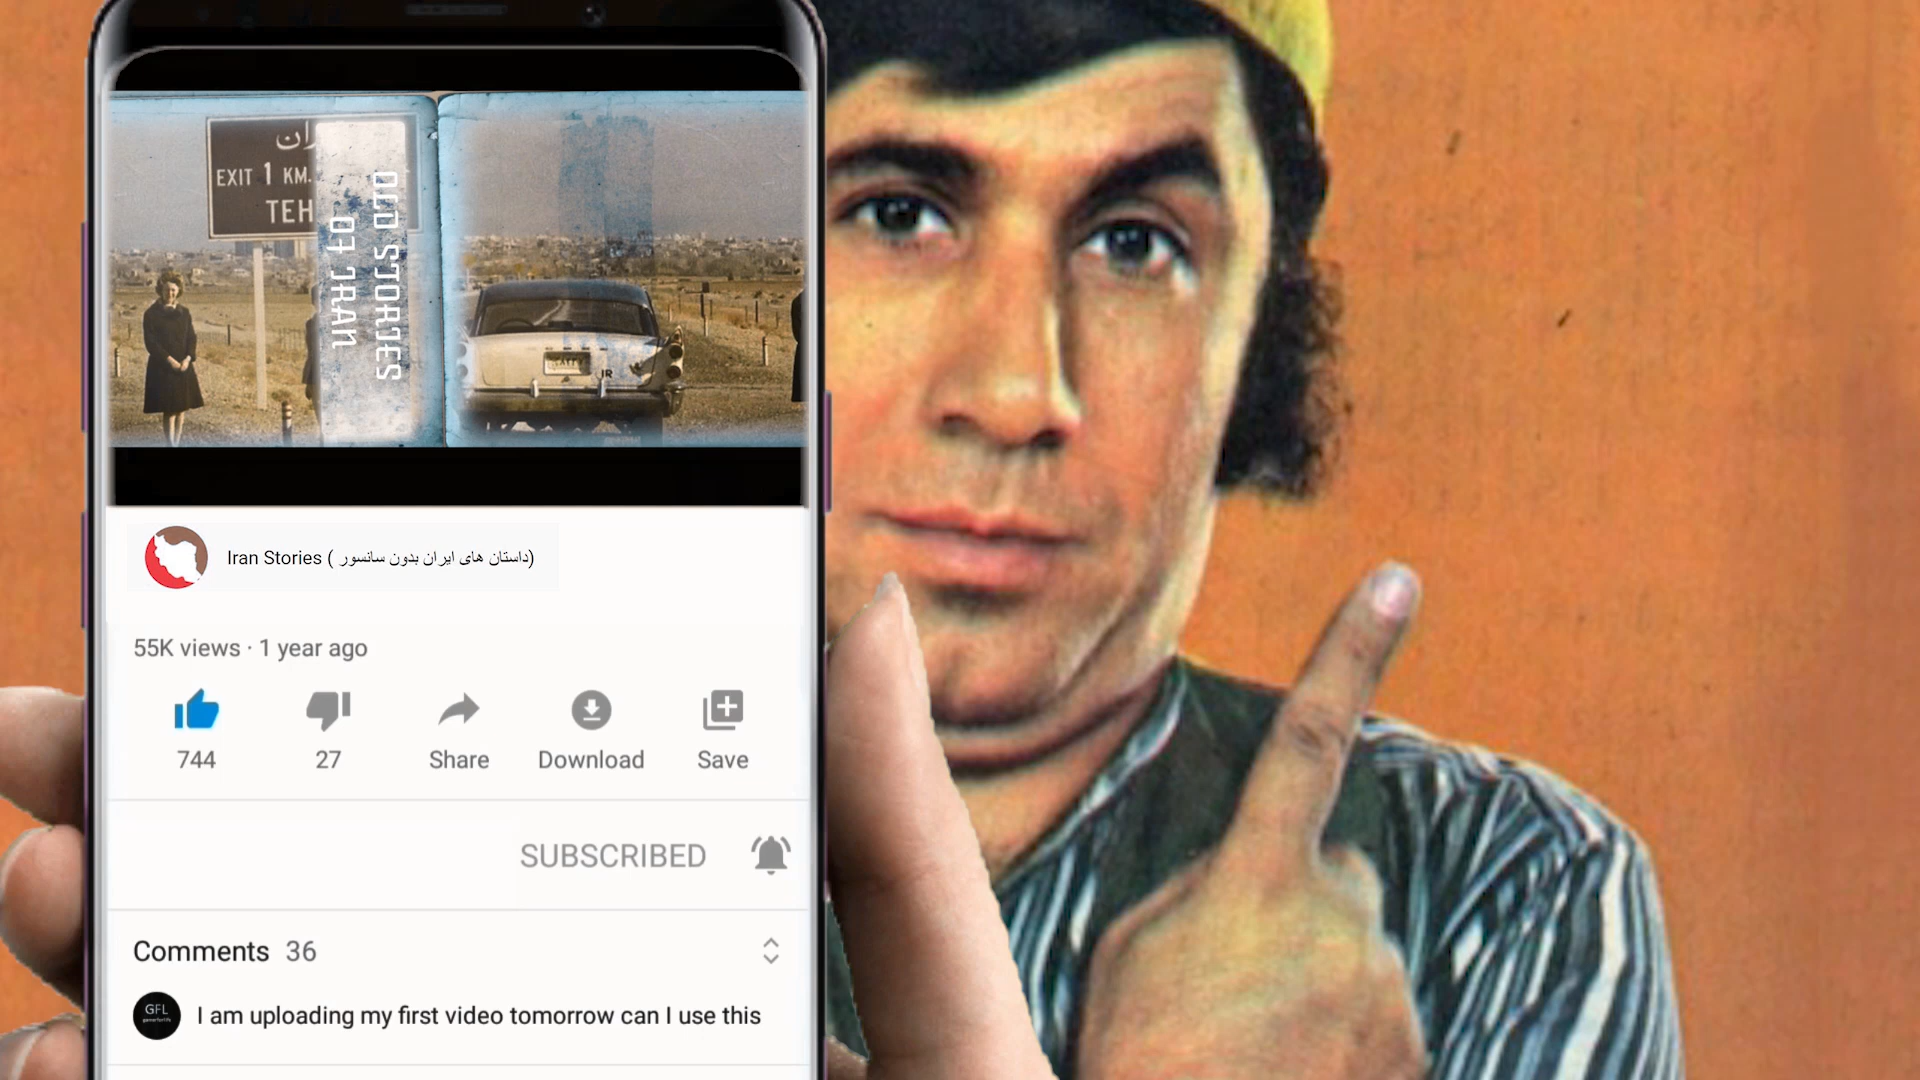 ران
EXIT 1 KM.
TEH
OLD STORIES
OF IRAN
IR
Iran Stories ( داستان های ایران بدون سانسور)
55K views · 1 year ago
744
27
Share
Download
Save
SUBSCRIBED
Comments 36
GFL
I am uploading my first video tomorrow can I use this